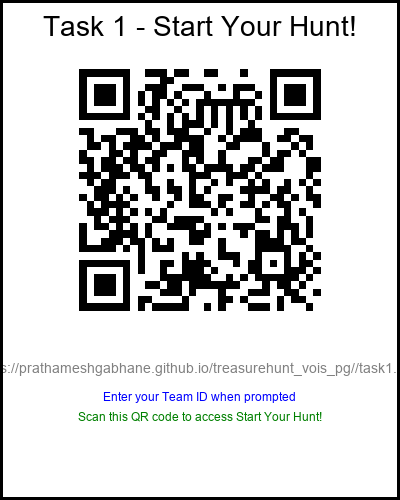 Task 1 - Start Your Hunt!
s://prathameshgabhane.github.io/treasurehunt_vois_pg//task1.
Enter your Team ID when prompted
Scan this QR code to access Start Your Hunt!